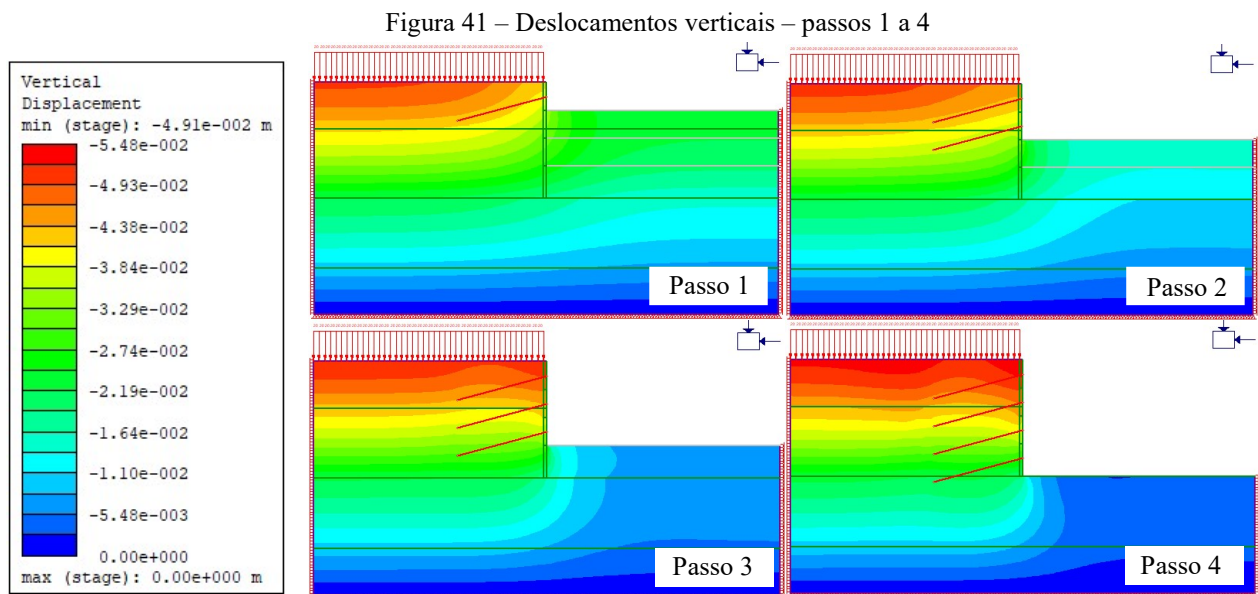 Figura 41 – Deslocamentos verticais – passos 1 a 4
Vertical
Displacement
min (stage): -4.91e-002 m
-5.48e-002
-4.93e-002
-4.38e-002
-3.84e-002
-3.29e-002
-2.74e-002
-2.19e-002
-1.64e-002
-1.10e-002
-5.48e-003
0.00e+000
max (stage): 0.00e+000 m
Passo 1
Passo 2
Passo 3
Passo 4